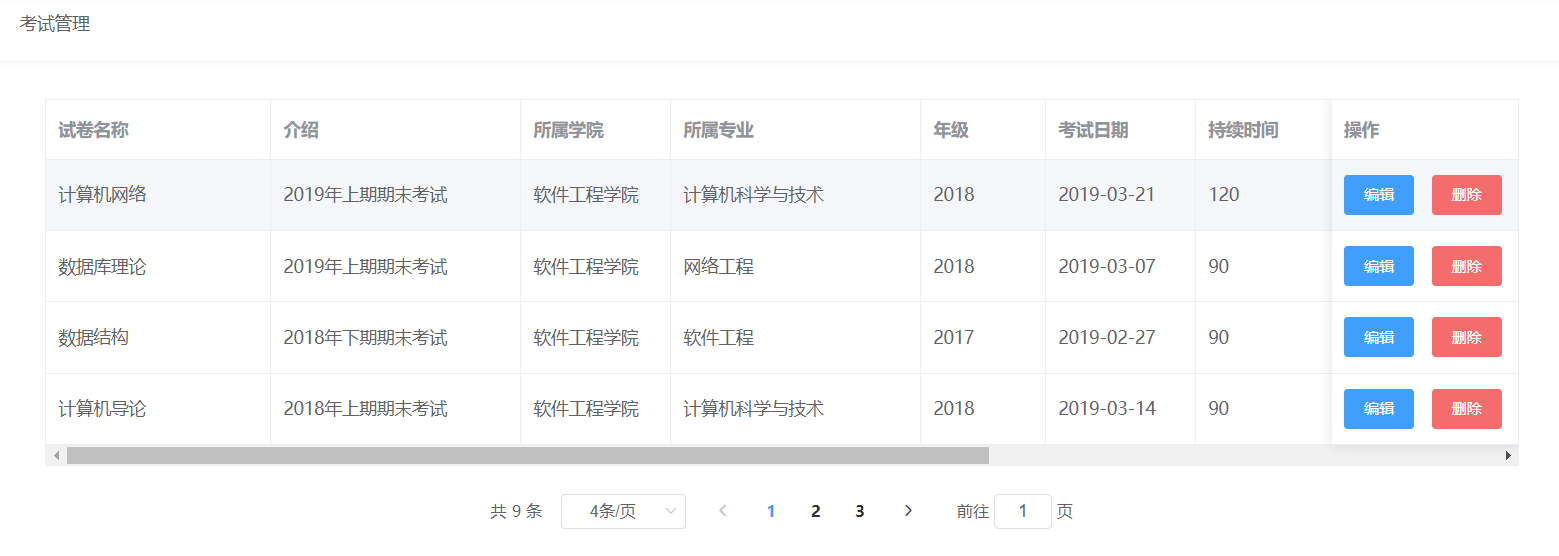 考试管理
试卷名称 介绍 所属学院 所属专业 年级 考试日期 持续时间 操作
计算机网络 2019年上期期末考试 软件工程学院 计算机科学与技术 2018 2019-03-21 120 编辑 删除
数据库理论 2019年上期期末考试 软件工程学院 网络工程 2018 2019-03-07 90 编辑 删除
数据结构 2018年下期期末考试 软件工程学院 软件工程 2017 2019-02-27 90 编辑 删除
计算机导论 2018年上期期末考试 软件工程学院 计算机科学与技术 2018 2019-03-14 90 编辑 删除
共 9 条 4条/页 1 2 3 前往 1 页